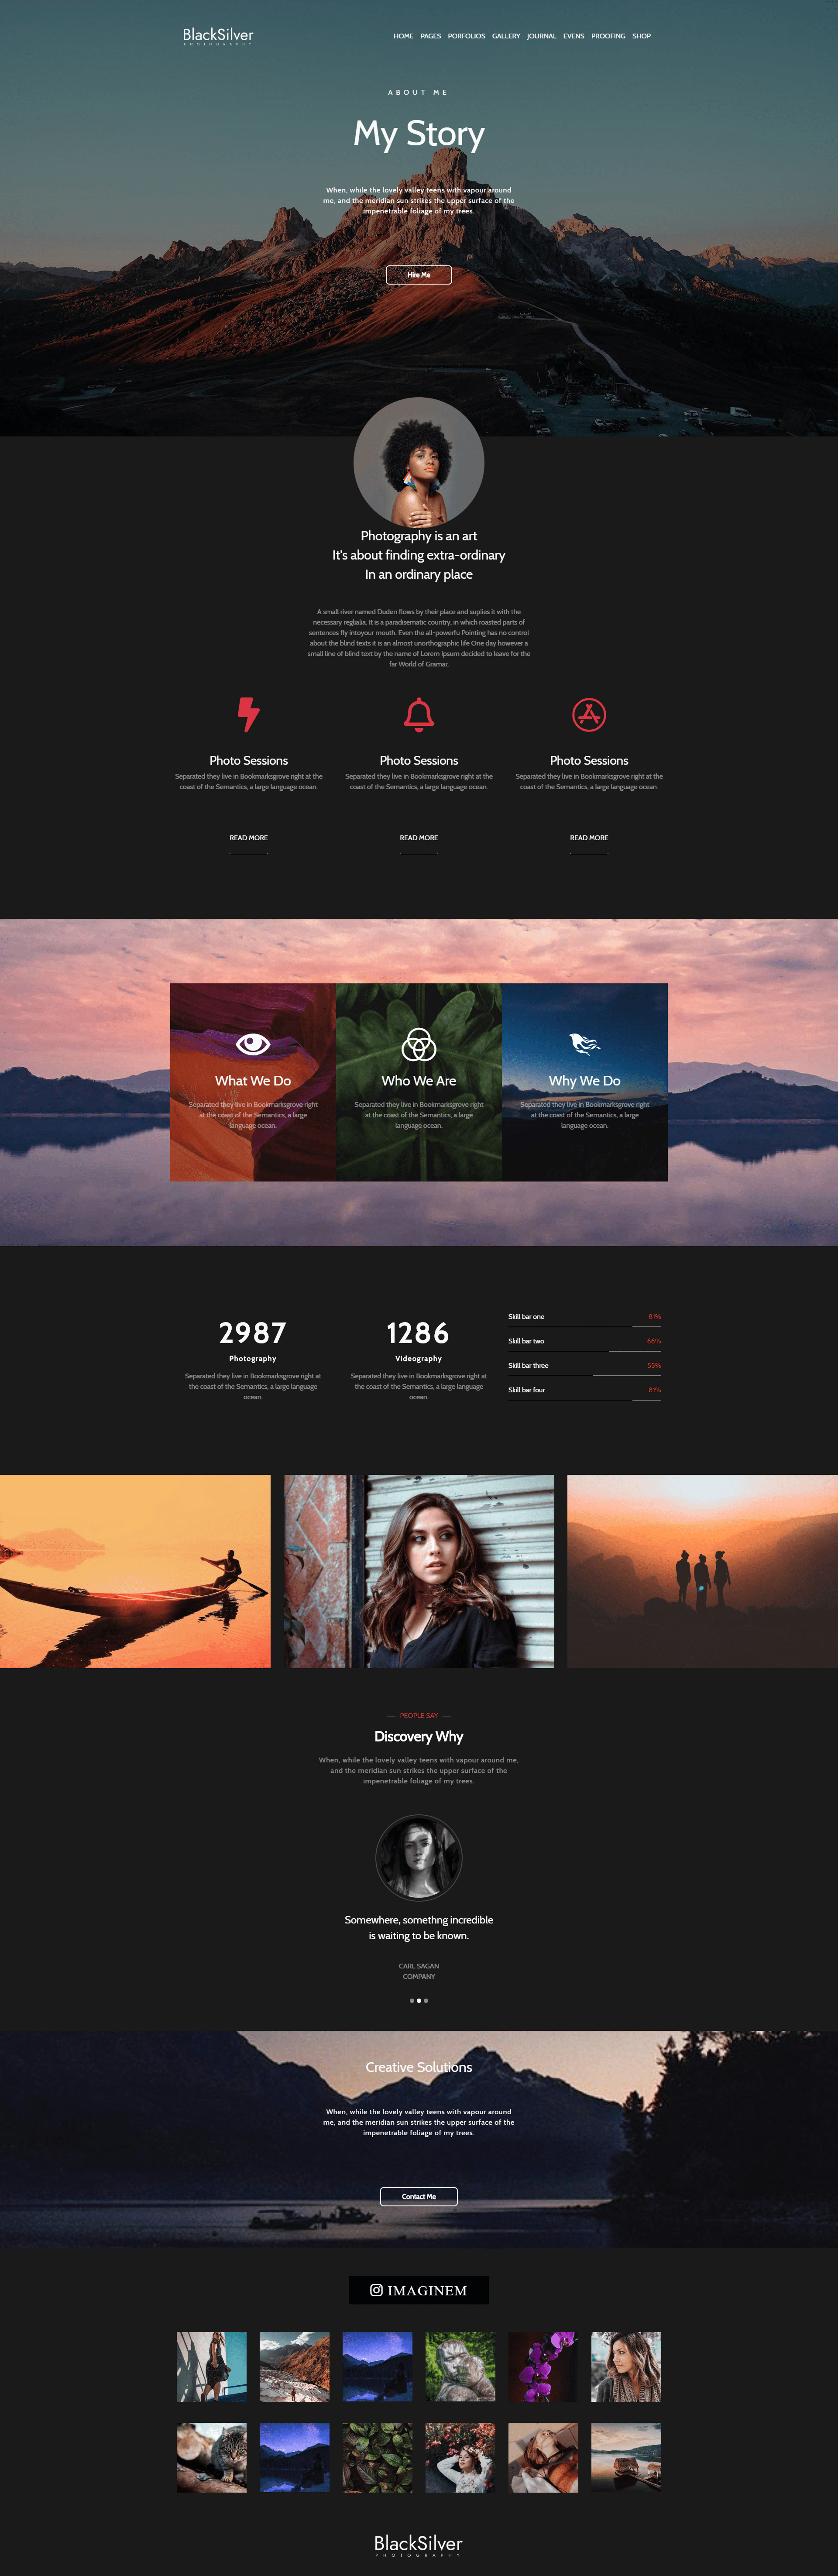 BlackSilver
PHOTOGRAPHY
HOME PAGES PORFOLIOS GALLERY JOURNAL EVENS PROOFING SHOP
ABOUT ME
My Story
When, while the lovely valley teens with vapour around
me, and the meridian sun strikes the upper surface of the
impenetrable foliage of my trees.
Hire Me
Photography is an art
It's about finding extra-ordinary
In an ordinary place
A small river named Duden flows by their place and suplies it with the
necessary reglialia. It is a paradisematic country, in which roasted parts of
sentences fly intoyour mouth. Even the all-powerfu Pointing has no control
about the blind texts it is an almost unorthographic life One day however a
small line of blind text by the name of Lorem Ipsum decided to leave for the
far World of Gramar.
Photo Sessions
Separated they live in Bookmarksgrove right at the
coast of the Semantics, a large language ocean.
READ MORE
Photo Sessions
Separated they live in Bookmarksgrove right at the
coast of the Semantics, a large language ocean.
READ MORE
Photo Sessions
Separated they live in Bookmarksgrove right at the
coast of the Semantics, a large language ocean.
READ MORE
What We Do
Separated they live in Bookmarksgrove right
at the coast of the Semantics, a large
language ocean.
Who We Are
Separated they live in Bookmarksgrove right
at the coast of the Semantics, a large
language ocean.
Why We Do
Separated they live in Bookmarksgrove right
at the coast of the Semantics, a large
language ocean.
2987
Photography
Separated they live in Bookmarksgrove right at
the coast of the Semantics, a large language
ocean.
1286
Videography
Separated they live in Bookmarksgrove right at
the coast of the Semantics, a large language
ocean.
Skill bar one 81%
Skill bar two 66%
Skill bar three 55%
Skill bar four 81%
PEOPLE SAY
Discovery Why
When, while the lovely valley teens with vapour around me,
and the meridian sun strikes the upper surface of the
impenetrable foliage of my trees.
Somewhere, somethng incredible
is waiting to be known.
CARL SAGAN
COMPANY
Creative Solutions
When, while the lovely valley teens with vapour around
me, and the meridian sun strikes the upper surface of the
impenetrable foliage of my trees.
Contact Me
IMAGINEM
BlackSilver
PHOTOGRAPHY